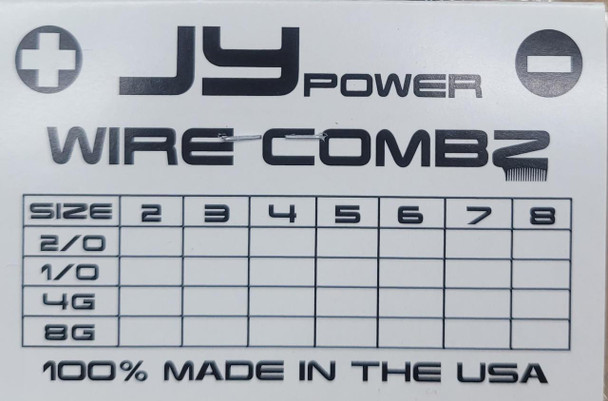 JY POWER
WIRE COMBZ
SIZE 2 3 4 5 6 7 8
2/0
1/0
4G
8G
100% MADE IN THE USA